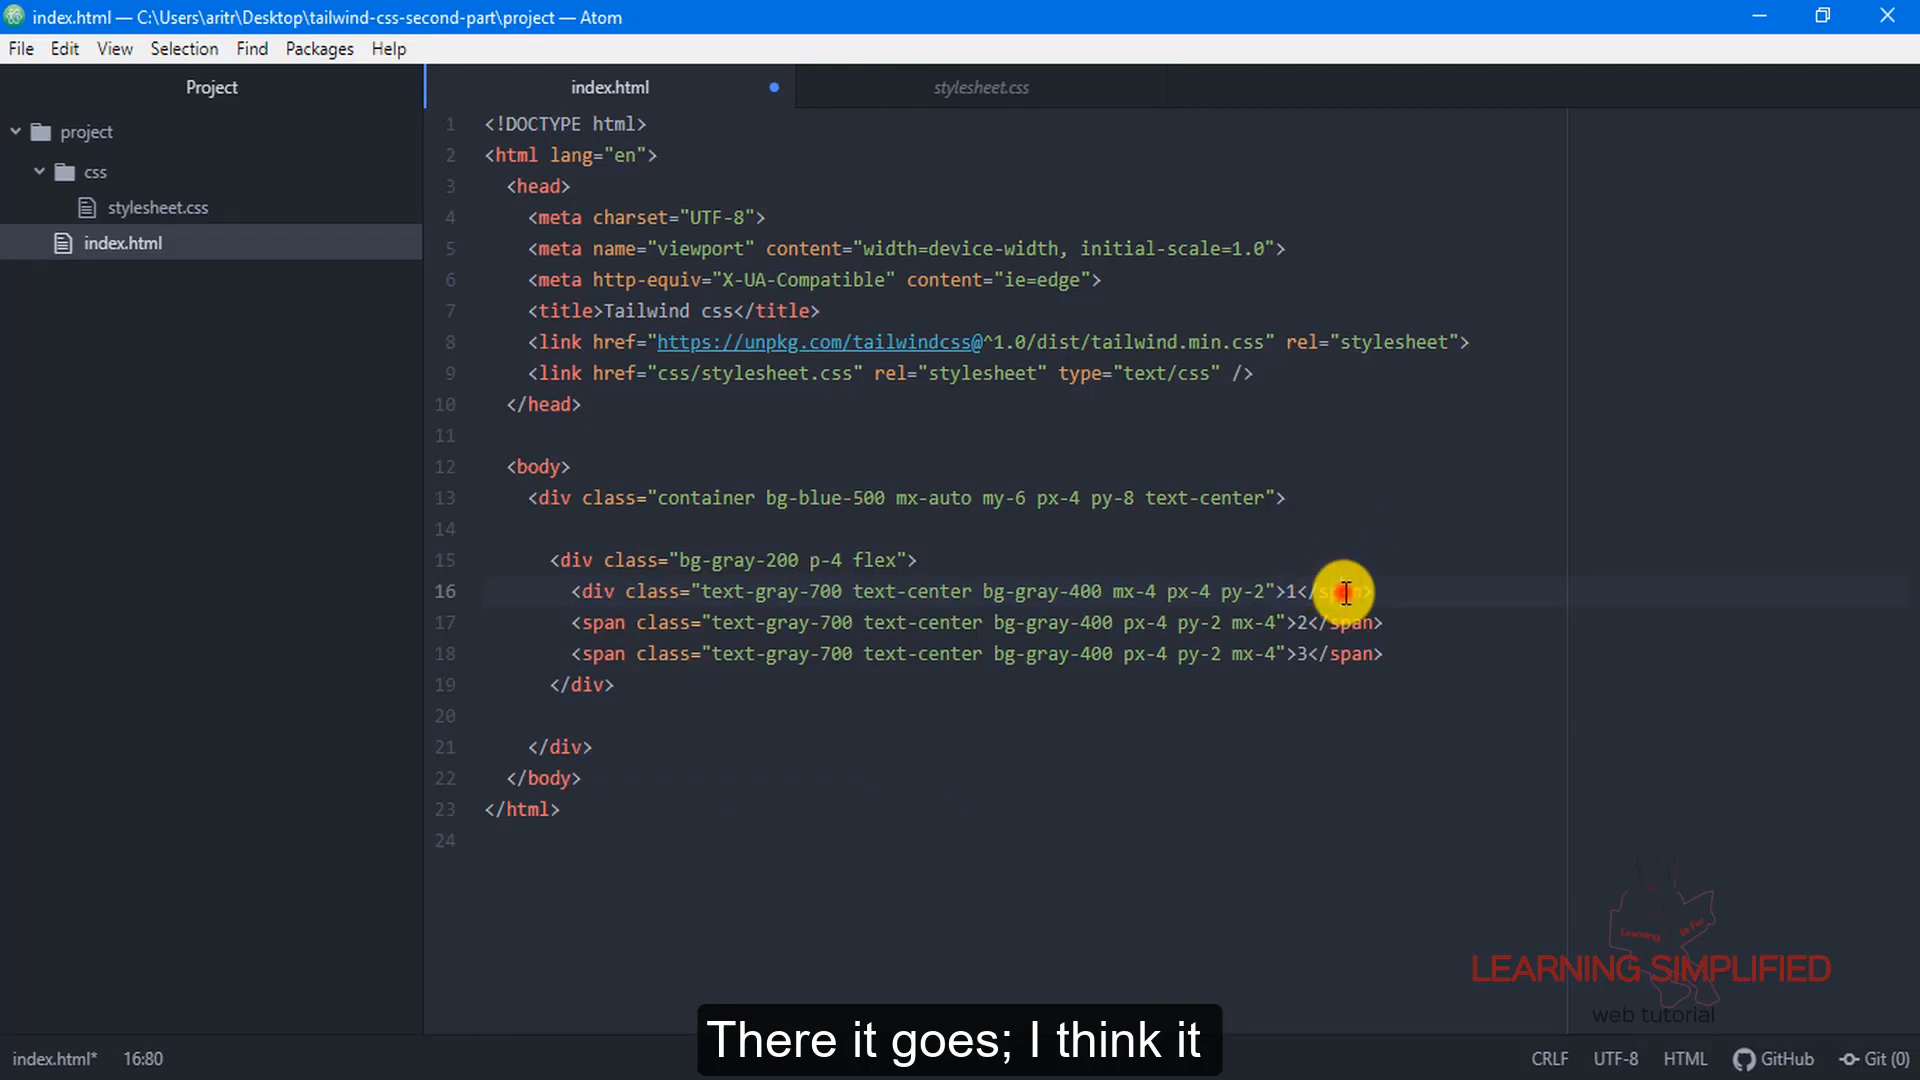 index.html — C:\Users\aritr\Desktop\tailwind-css-second-part\project — Atom
File Edit View Selection Find Packages Help
Project
index.html
stylesheet.css
project
css
stylesheet.css
index.html
1 <!DOCTYPE html>
2 <html lang="en">
3 <head>
4 <meta charset="UTF-8">
5 <meta name="viewport" content="width=device-width, initial-scale=1.0">
6 <meta http-equiv="X-UA-Compatible" content="ie=edge">
7 <title>Tailwind css</title>
8 <link href="https://unpkg.com/tailwindcss@^1.0/dist/tailwind.min.css" rel="stylesheet">
9 <link href="css/stylesheet.css" rel="stylesheet" type="text/css" />
10 </head>
11
12 <body>
13 <div class="container bg-blue-500 mx-auto my-6 px-4 py-8 text-center">
14
15 <div class="bg-gray-200 p-4 flex">
16 <div class="text-gray-700 text-center bg-gray-400 mx-4 px-4 py-2">1</span>
17 <span class="text-gray-700 text-center bg-gray-400 px-4 py-2 mx-4">2</span>
18 <span class="text-gray-700 text-center bg-gray-400 px-4 py-2 mx-4">3</span>
19 </div>
20
21 </div>
22 </body>
23 </html>
24
Learning Is Fun
LEARNING SIMPLIFIED
web tutorial
There it goes; I think it
index.html* 16:80 CRLF UTF-8 HTML GitHub Git (0)